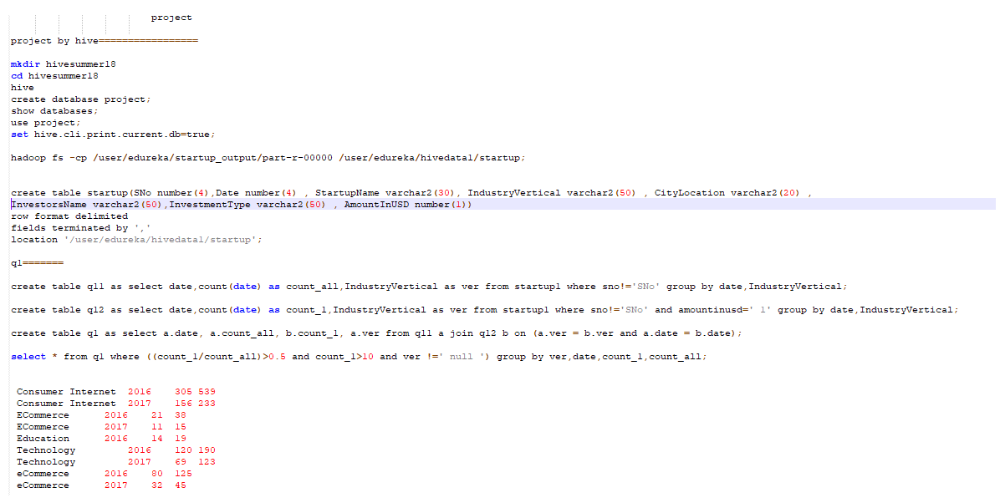 project
project by hive=================
mkdir hivesummer18
cd hivesummer18
hive
create database project;
show databases;
use project;
set hive.cli.print.current.db=true;
hadoop fs -cp /user/edureka/startup_output/part-r-00000 /user/edureka/hivedata1/startup;
create table startup(SNo number(4),Date number(4) , StartupName varchar2(30), IndustryVertical varchar2(50) , CityLocation varchar2(20) ,
InvestorsName varchar2(50),InvestmentType varchar2(50) , AmountInUSD number(1))
row format delimited
fields terminated by ','
location '/user/edureka/hivedata1/startup';
q1=======
create table q11 as select date,count(date) as count_all,IndustryVertical as ver from startup1 where sno!='SNo' group by date,IndustryVertical;
create table q12 as select date,count(date) as count_1,IndustryVertical as ver from startup1 where sno!='SNo' and amountinusd=' 1' group by date,IndustryVertical;
create table q1 as select a.date, a.count_all, b.count_1, a.ver from q11 a join q12 b on (a.ver = b.ver and a.date = b.date);
select * from q1 where ((count_1/count_all)>0.5 and count_1>10 and ver !=' null ') group by ver,date,count_1,count_all;
Consumer Internet 2016 305 539
Consumer Internet 2017 156 233
ECommerce 2016 21 38
ECommerce 2017 11 15
Education 2016 14 19
Technology 2016 120 190
Technology 2017 69 123
eCommerce 2016 80 125
eCommerce 2017 32 45